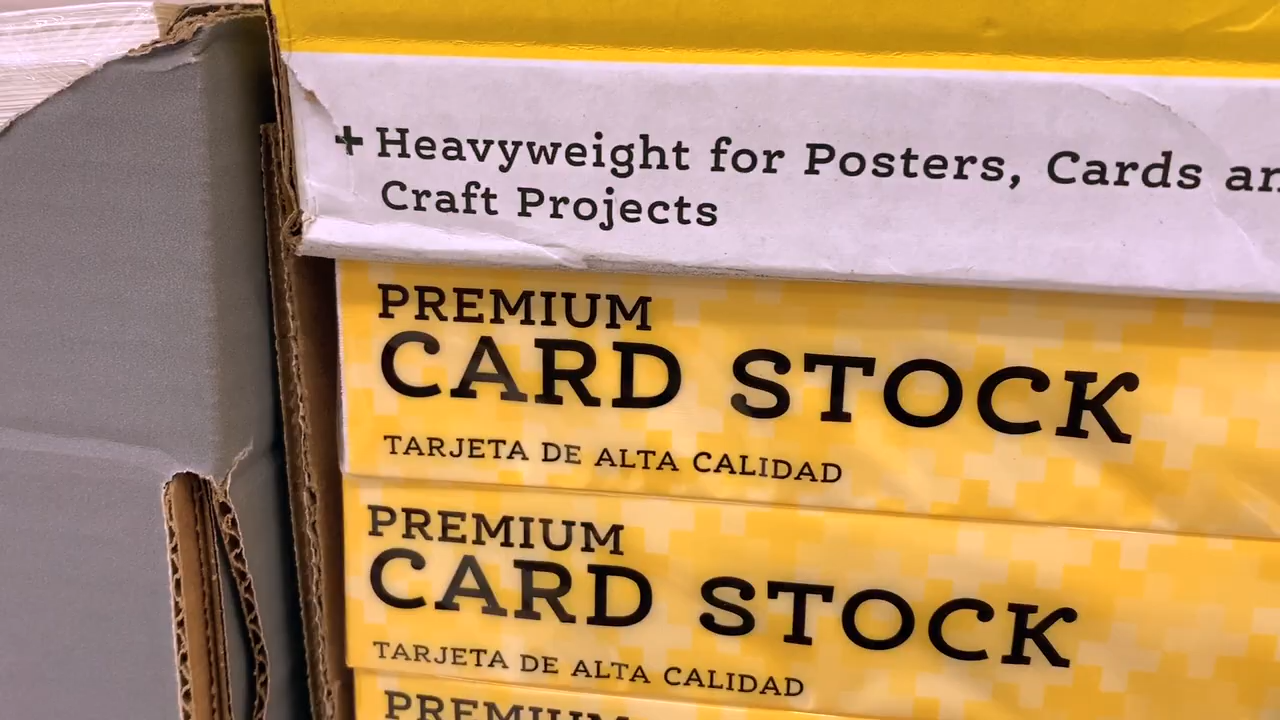 + Heavyweight for Posters, Cards
Craft Projects
PREMIUM
CARD STOCK
TARJETA DE ALTA CALIDAD
PREMIUM
CARD STOCK
TARJETA DE ALTA CALIDAD
PREMIUM